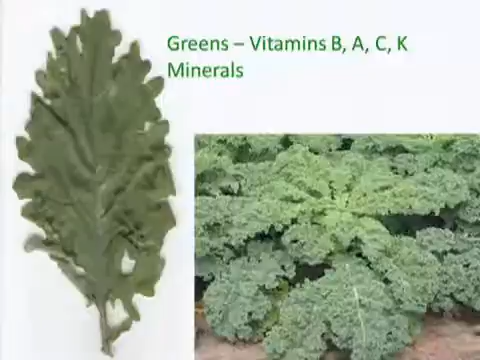 Greens – Vitamins B, A, C, K
Minerals